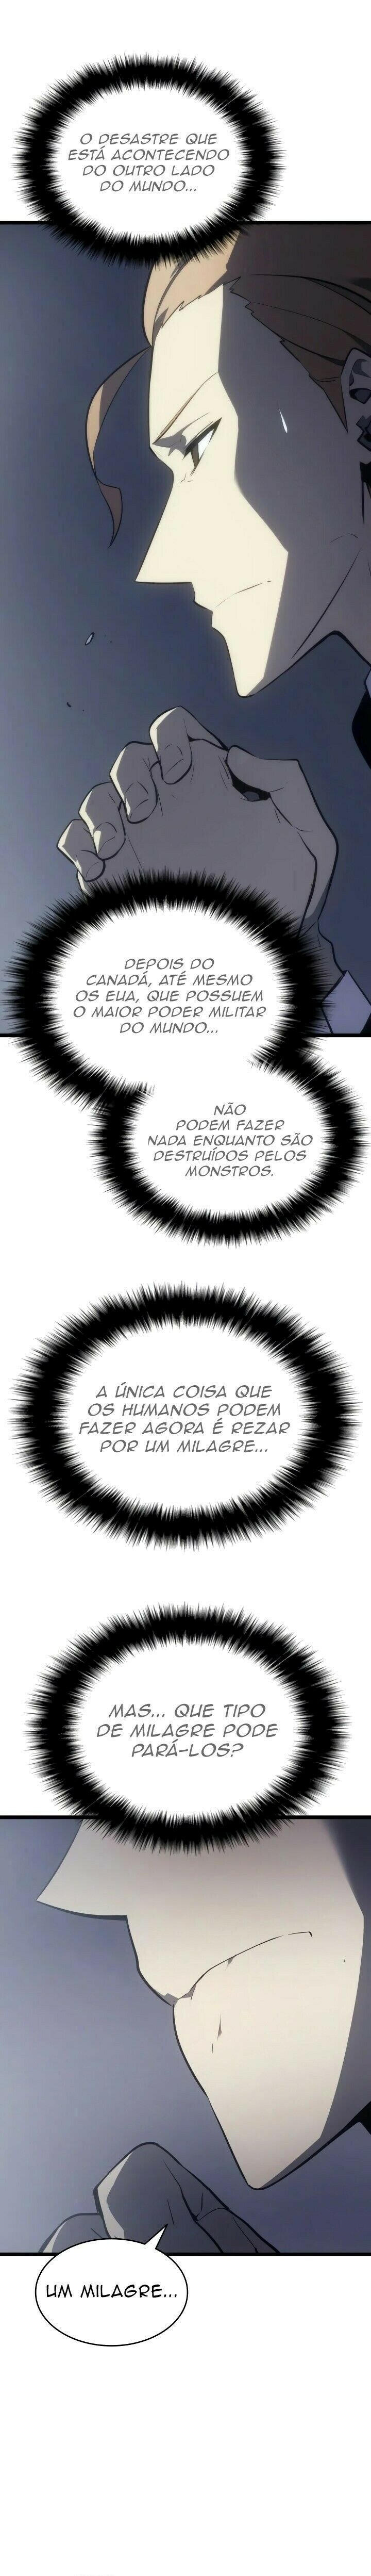 O DESASTRE QUE
ESTÁ ACONTECENDO
DO OUTRO LADO
DO MUNDO...
DEPOIS DO
CANADÁ, ATÉ MESMO
OS EUA, QUE POSSUEM
O MAIOR PODER MILITAR
DO MUNDO...
NÃO
PODEM FAZER
NADA ENQUANTO SÃO
DESTRUÍDOS PELOS
MONSTROS.
A ÚNICA COISA QUE
OS HUMANOS PODEM
FAZER AGORA É REZAR
POR UM MILAGRE...
MAS... QUE TIPO
DE MILAGRE PODE
PARÁ-LOS?
UM MILAGRE...